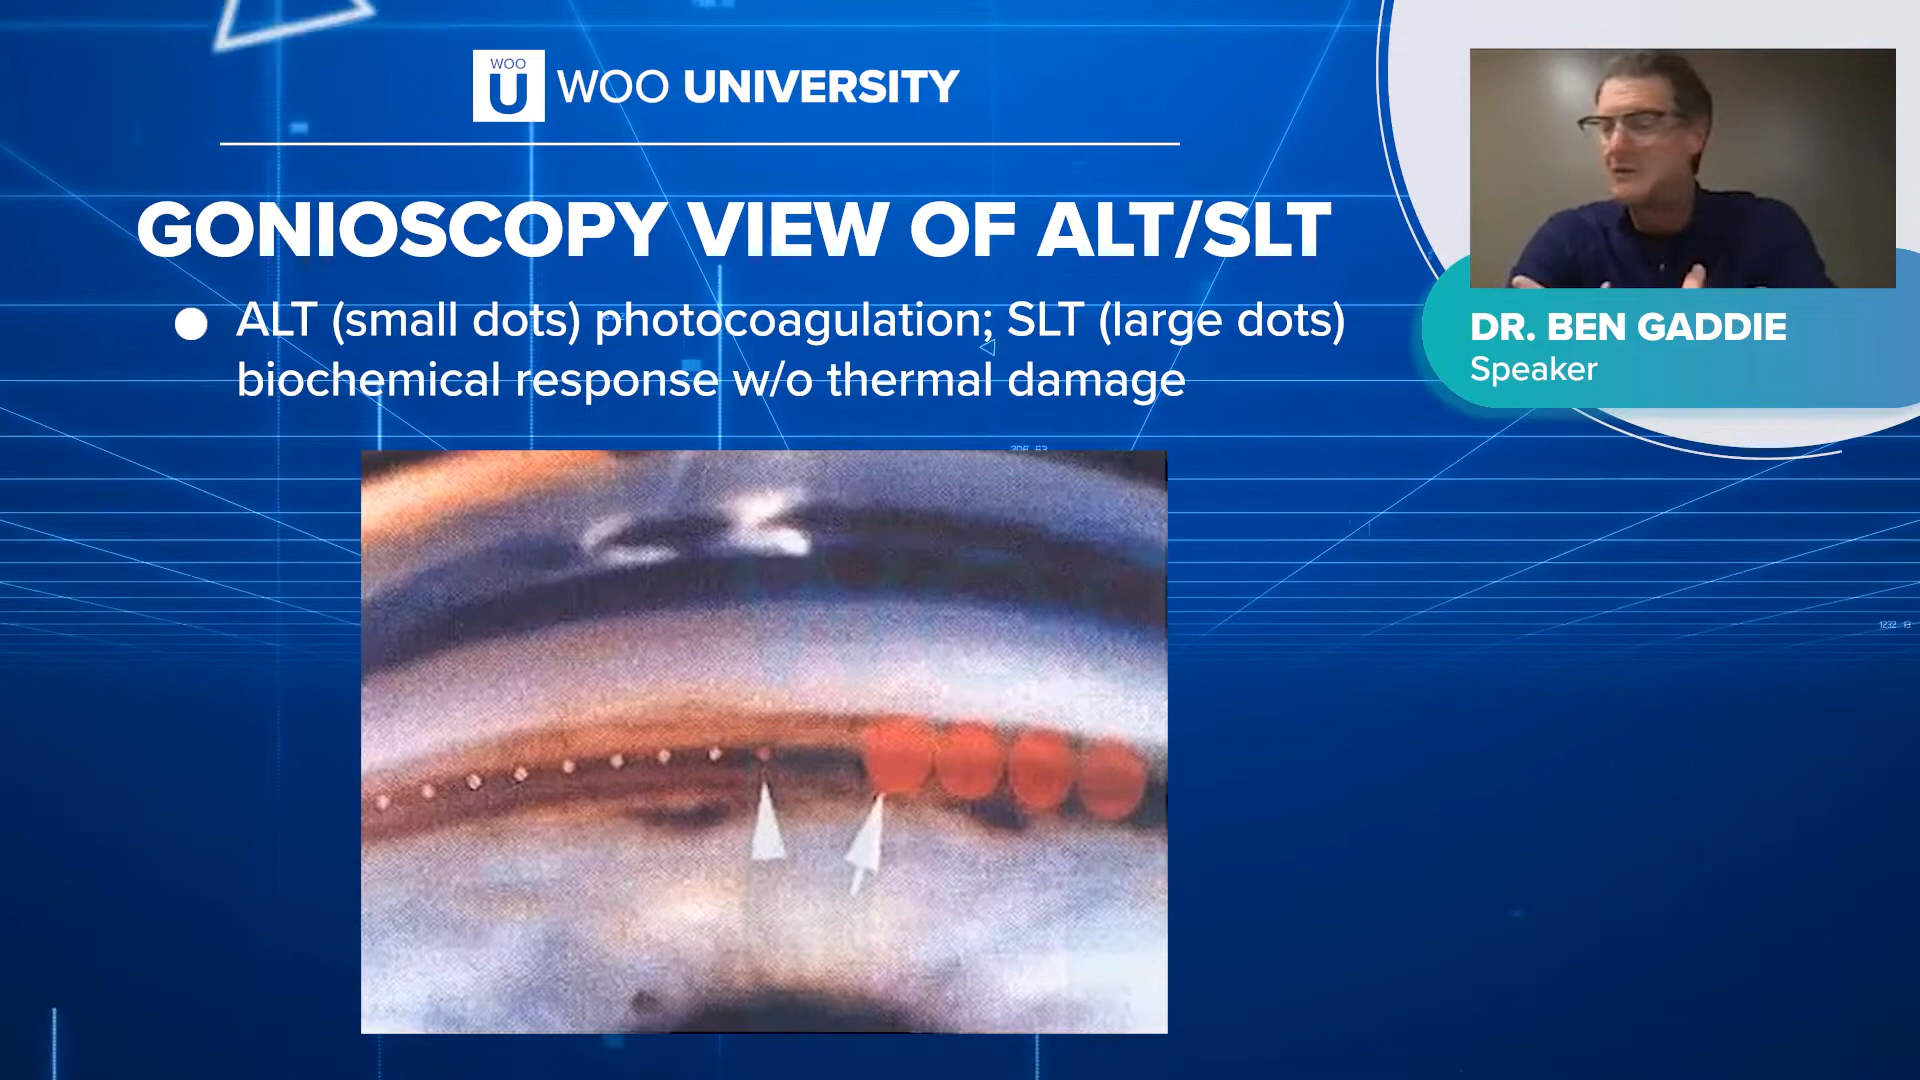 WOO
U
WOO UNIVERSITY
GONIOSCOPY VIEW OF ALT/SLT
● ALT (small dots) photocoagulation; SLT (large dots)
biochemical response w/o thermal damage
DR. BEN GADDIE
Speaker